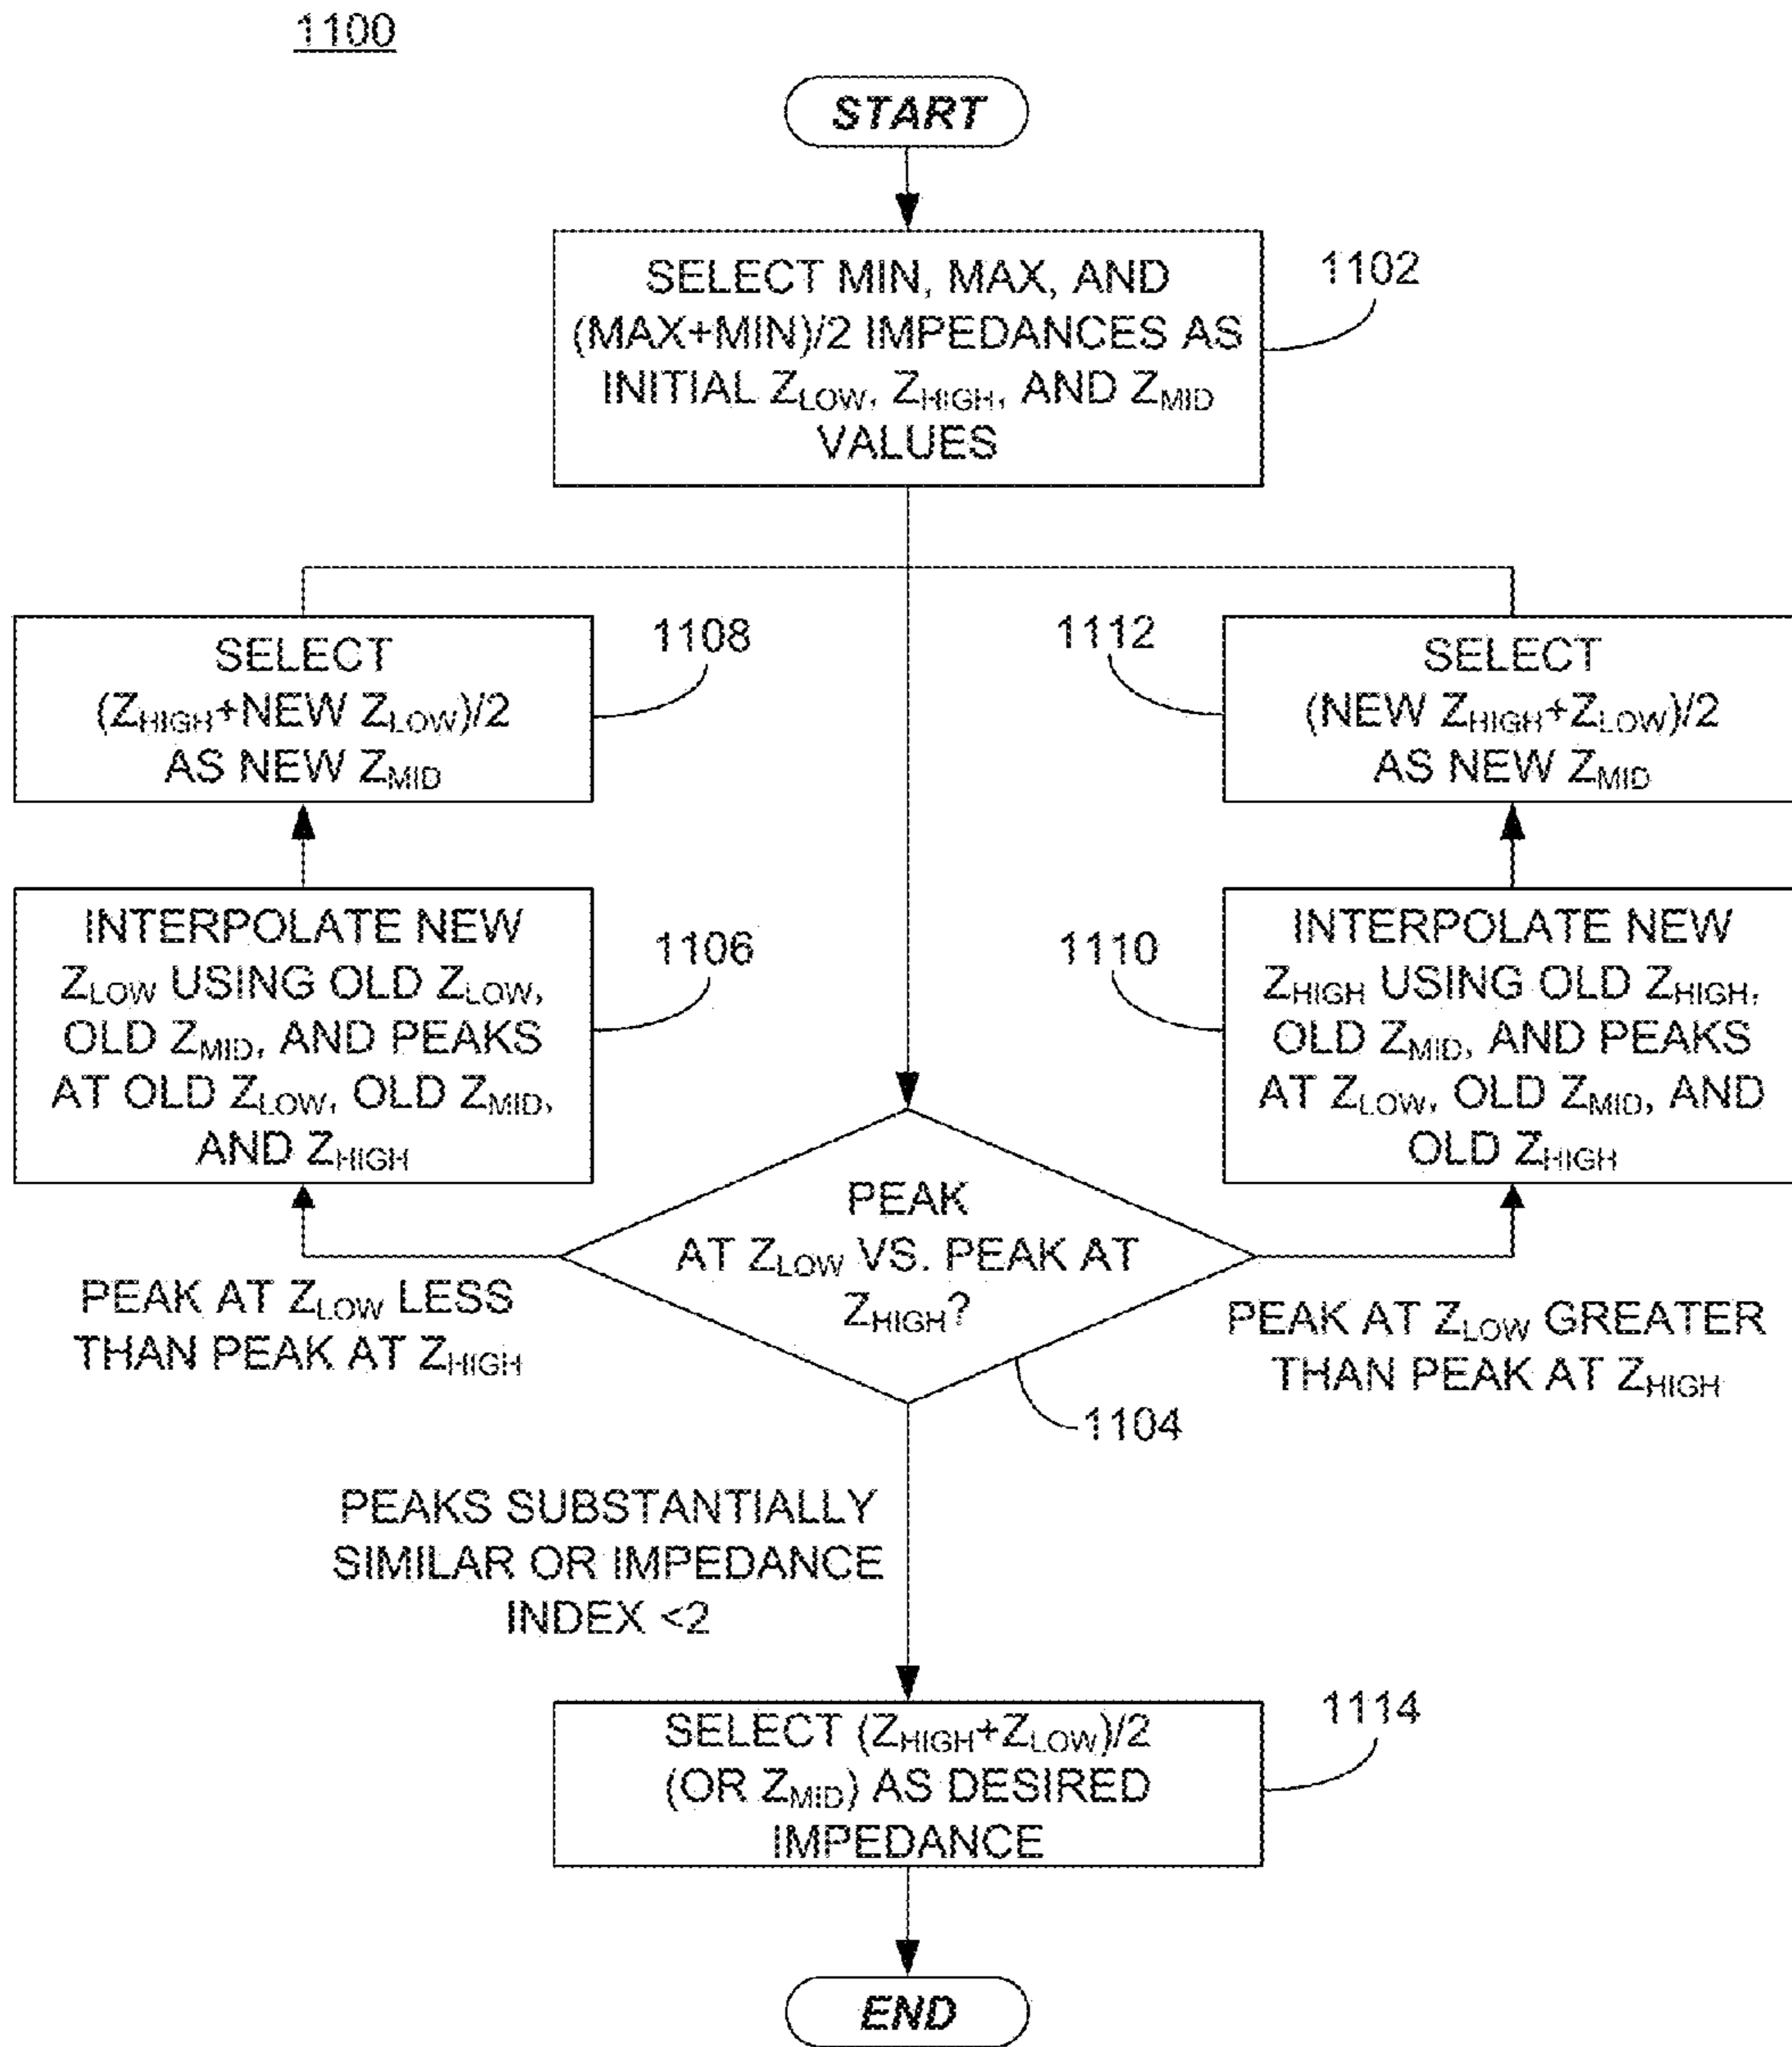 1100
START
SELECT MIN, MAX, AND
(MAX+MIN)/2 IMPEDANCES AS
INITIAL ZLOW, ZHIGH, AND ZMID
VALUES
1102
SELECT
(ZHIGH+NEW ZLOW)/2
AS NEW ZMID
1108
1112
SELECT
(NEW ZHIGH+ZLOW)/2
AS NEW ZMID
INTERPOLATE NEW
ZLOW USING OLD ZLOW,
OLD ZMID, AND PEAKS
AT OLD ZLOW, OLD ZMID,
AND ZHIGH
1106
1110
INTERPOLATE NEW
ZHIGH USING OLD ZHIGH,
OLD ZMID, AND PEAKS
AT ZLOW, OLD ZMID, AND
OLD ZHIGH
PEAK
AT ZLOW VS. PEAK AT
ZHIGH?
PEAK AT ZLOW LESS
THAN PEAK AT ZHIGH
PEAK AT ZLOW GREATER
THAN PEAK AT ZHIGH
1104
PEAKS SUBSTANTIALLY
SIMILAR OR IMPEDANCE
INDEX <2
SELECT (ZHIGH+ZLOW)/2
(OR ZMID) AS DESIRED
IMPEDANCE
1114
END